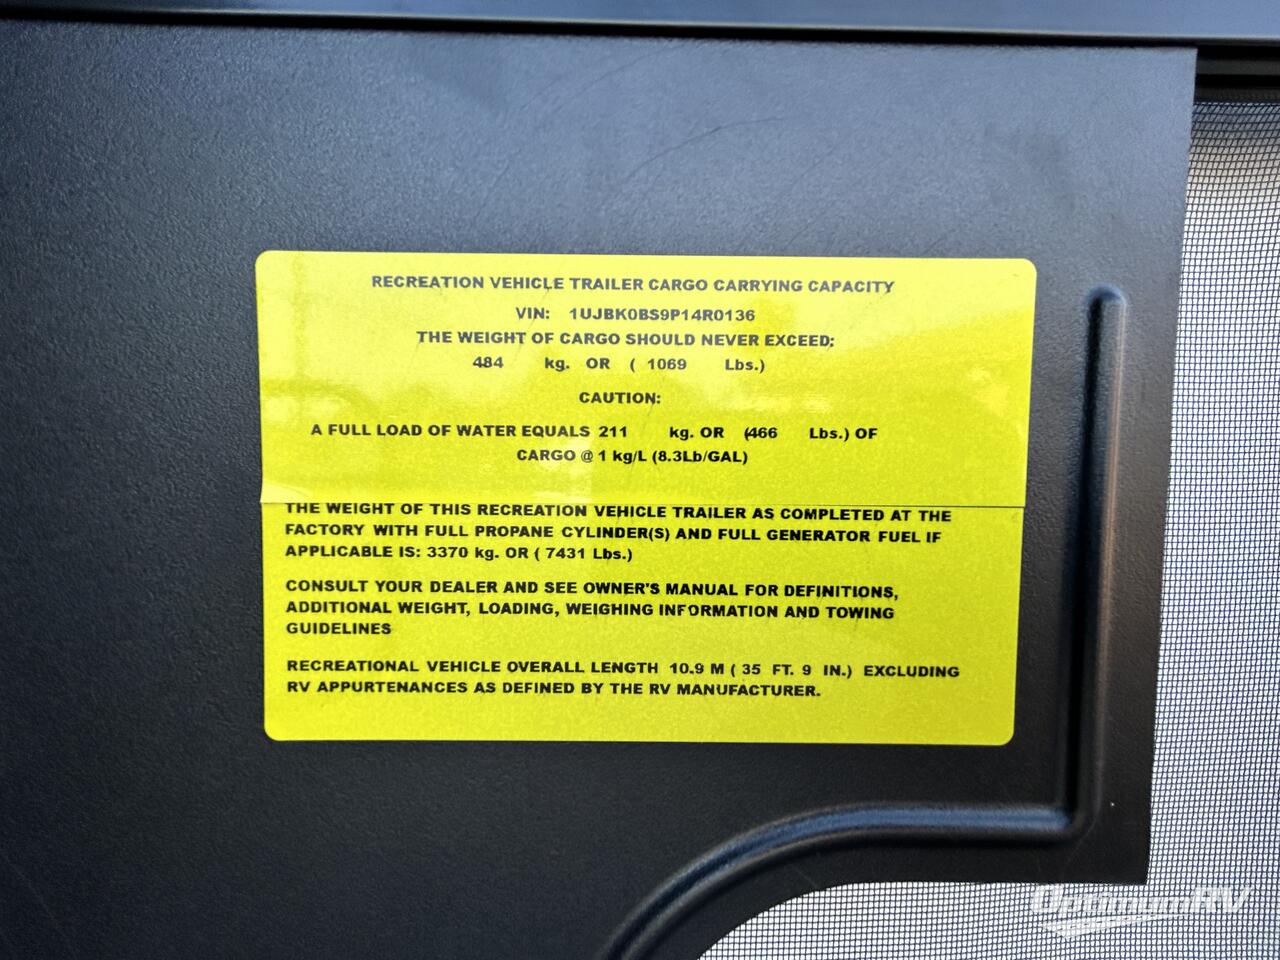 RECREATION VEHICLE TRAILER CARGO CARRYING CAPACITY
VIN: 1UJBK0BS9P14R0136
THE WEIGHT OF CARGO SHOULD NEVER EXCEED:
484 kg. OR ( 1069 Lbs.)
CAUTION:
A FULL LOAD OF WATER EQUALS 211 kg. OR (466 Lbs.) OF
CARGO @ 1 kg/L (8.3Lb/GAL)
THE WEIGHT OF THIS RECREATION VEHICLE TRAILER AS COMPLETED AT THE
FACTORY WITH FULL PROPANE CYLINDER(S) AND FULL GENERATOR FUEL IF
APPLICABLE IS: 3370 kg. OR ( 7431 Lbs.)
CONSULT YOUR DEALER AND SEE OWNER'S MANUAL FOR DEFINITIONS,
ADDITIONAL WEIGHT, LOADING, WEIGHING INFORMATION AND TOWING
GUIDELINES
RECREATIONAL VEHICLE OVERALL LENGTH 10.9 M ( 35 FT. 9 IN.) EXCLUDING
RV APPURTENANCES AS DEFINED BY THE RV MANUFACTURER.
OptimumRV